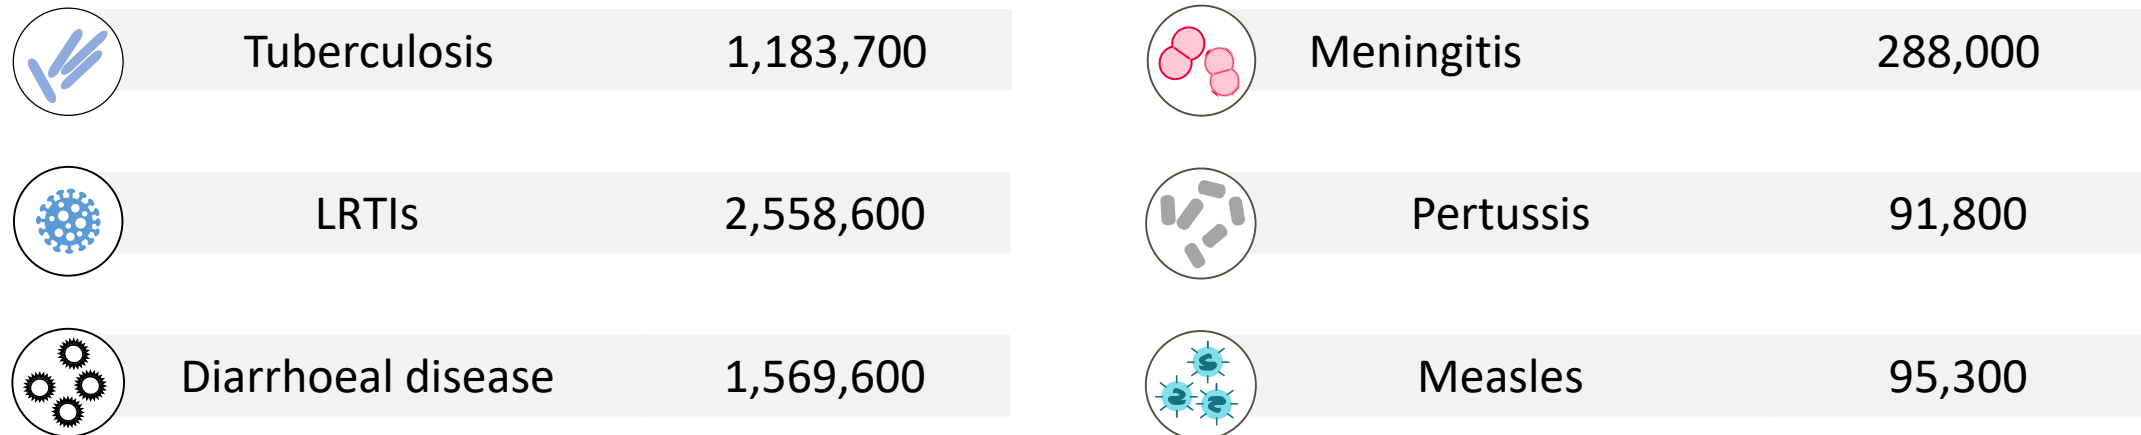 Tuberculosis 1,183,700
LRTIs 2,558,600
Diarrhoeal disease 1,569,600
Meningitis 288,000
Pertussis 91,800
Measles 95,300